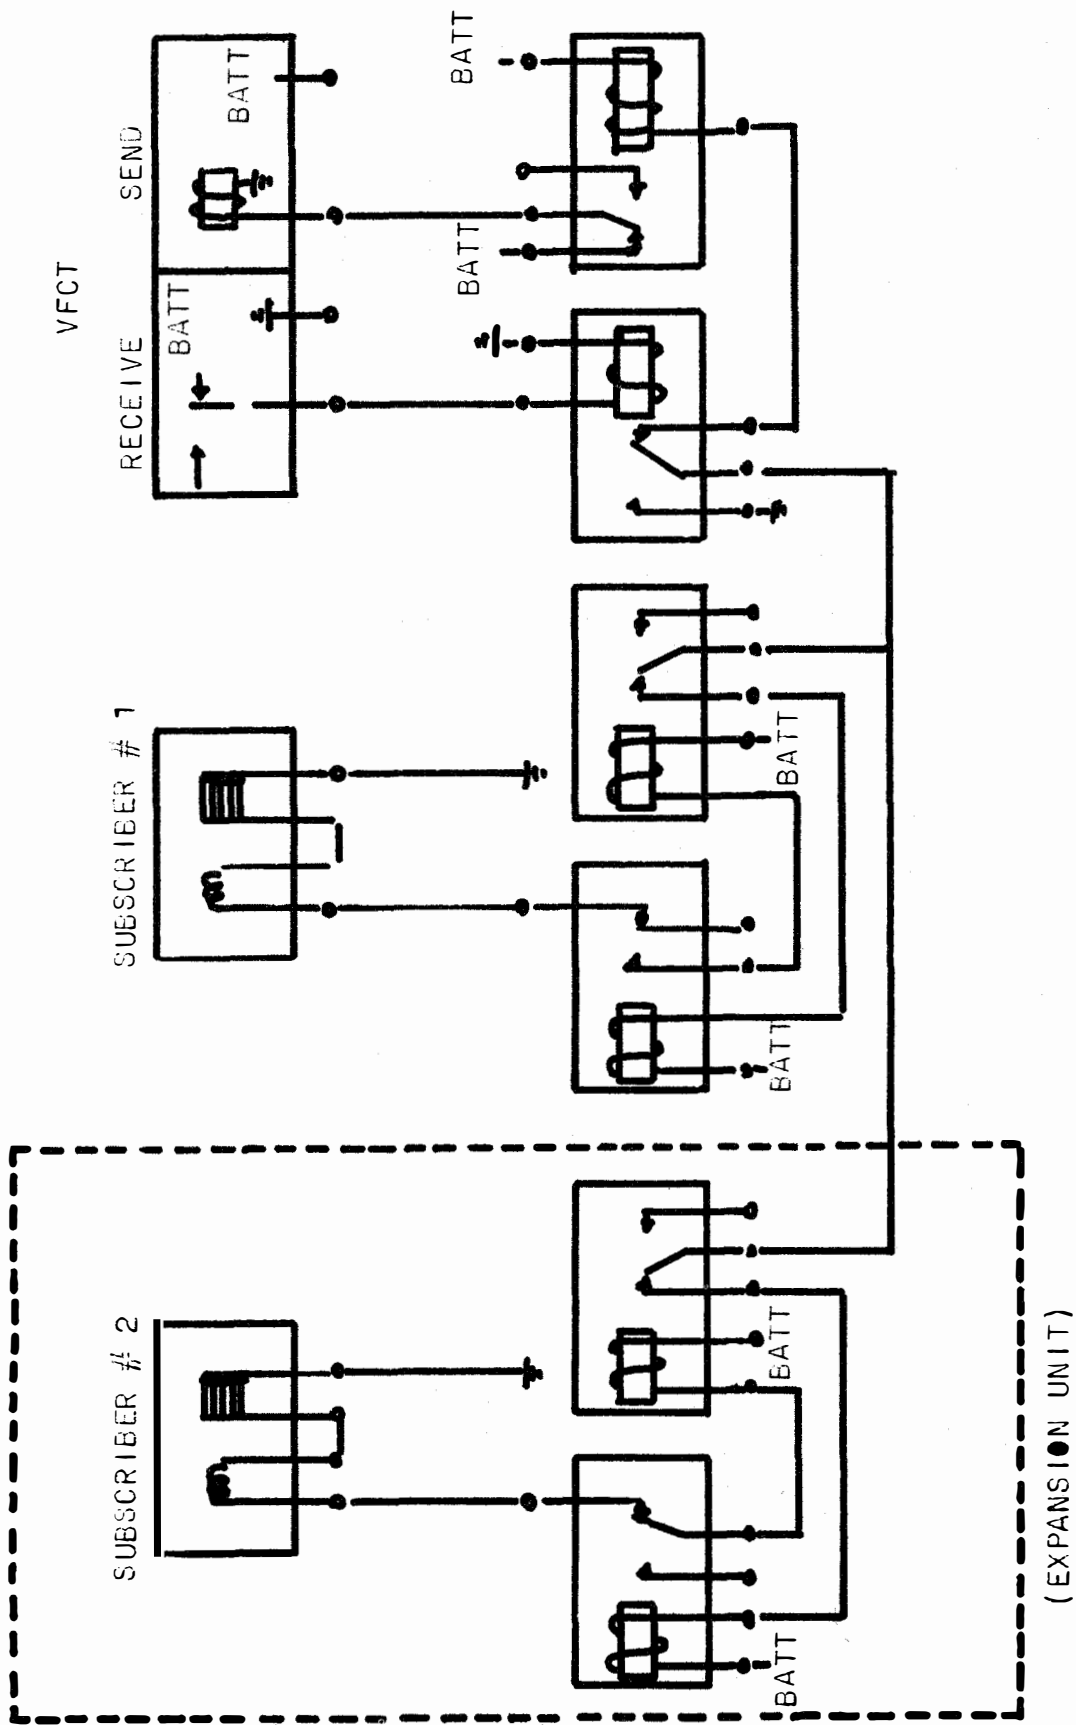 VFCT
RECEIVE
SEND
BATT
BATT
BATT
BATT
SUBSCRIBER # 1
BATT
BATT
SUBSCRIBER # 2
BATT
BATT
(EXPANSION UNIT)